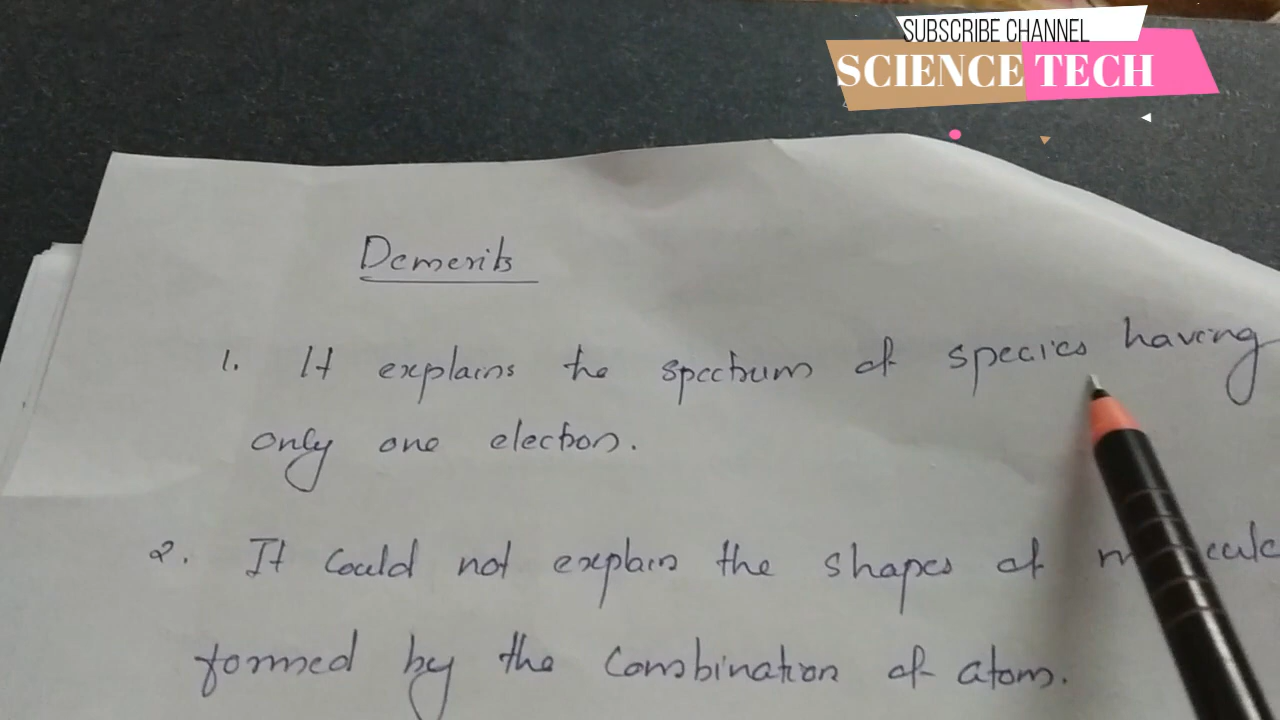 SUBSCRIBE CHANNEL
SCIENCE TECH
Demerits
1. It explains the spectrum of species having
only one electron.
2. It could not explain the shapes of
formed by the combination of atom.